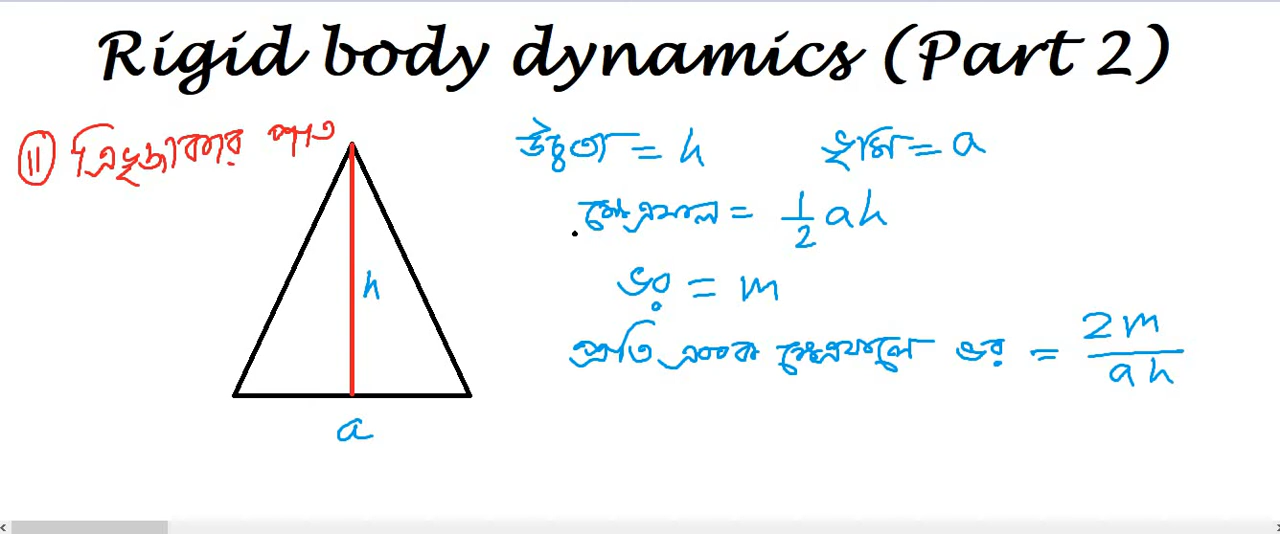 Rigid body dynamics (Part 2)
⑪ ত্রিভূজাকার পাত
উচ্চতা = h ভূমি = a
ক্ষেত্রফল = 1/2 ah
h
ভর = m
প্রতি একক ক্ষেত্রফলে ভর = 2m/ah
a